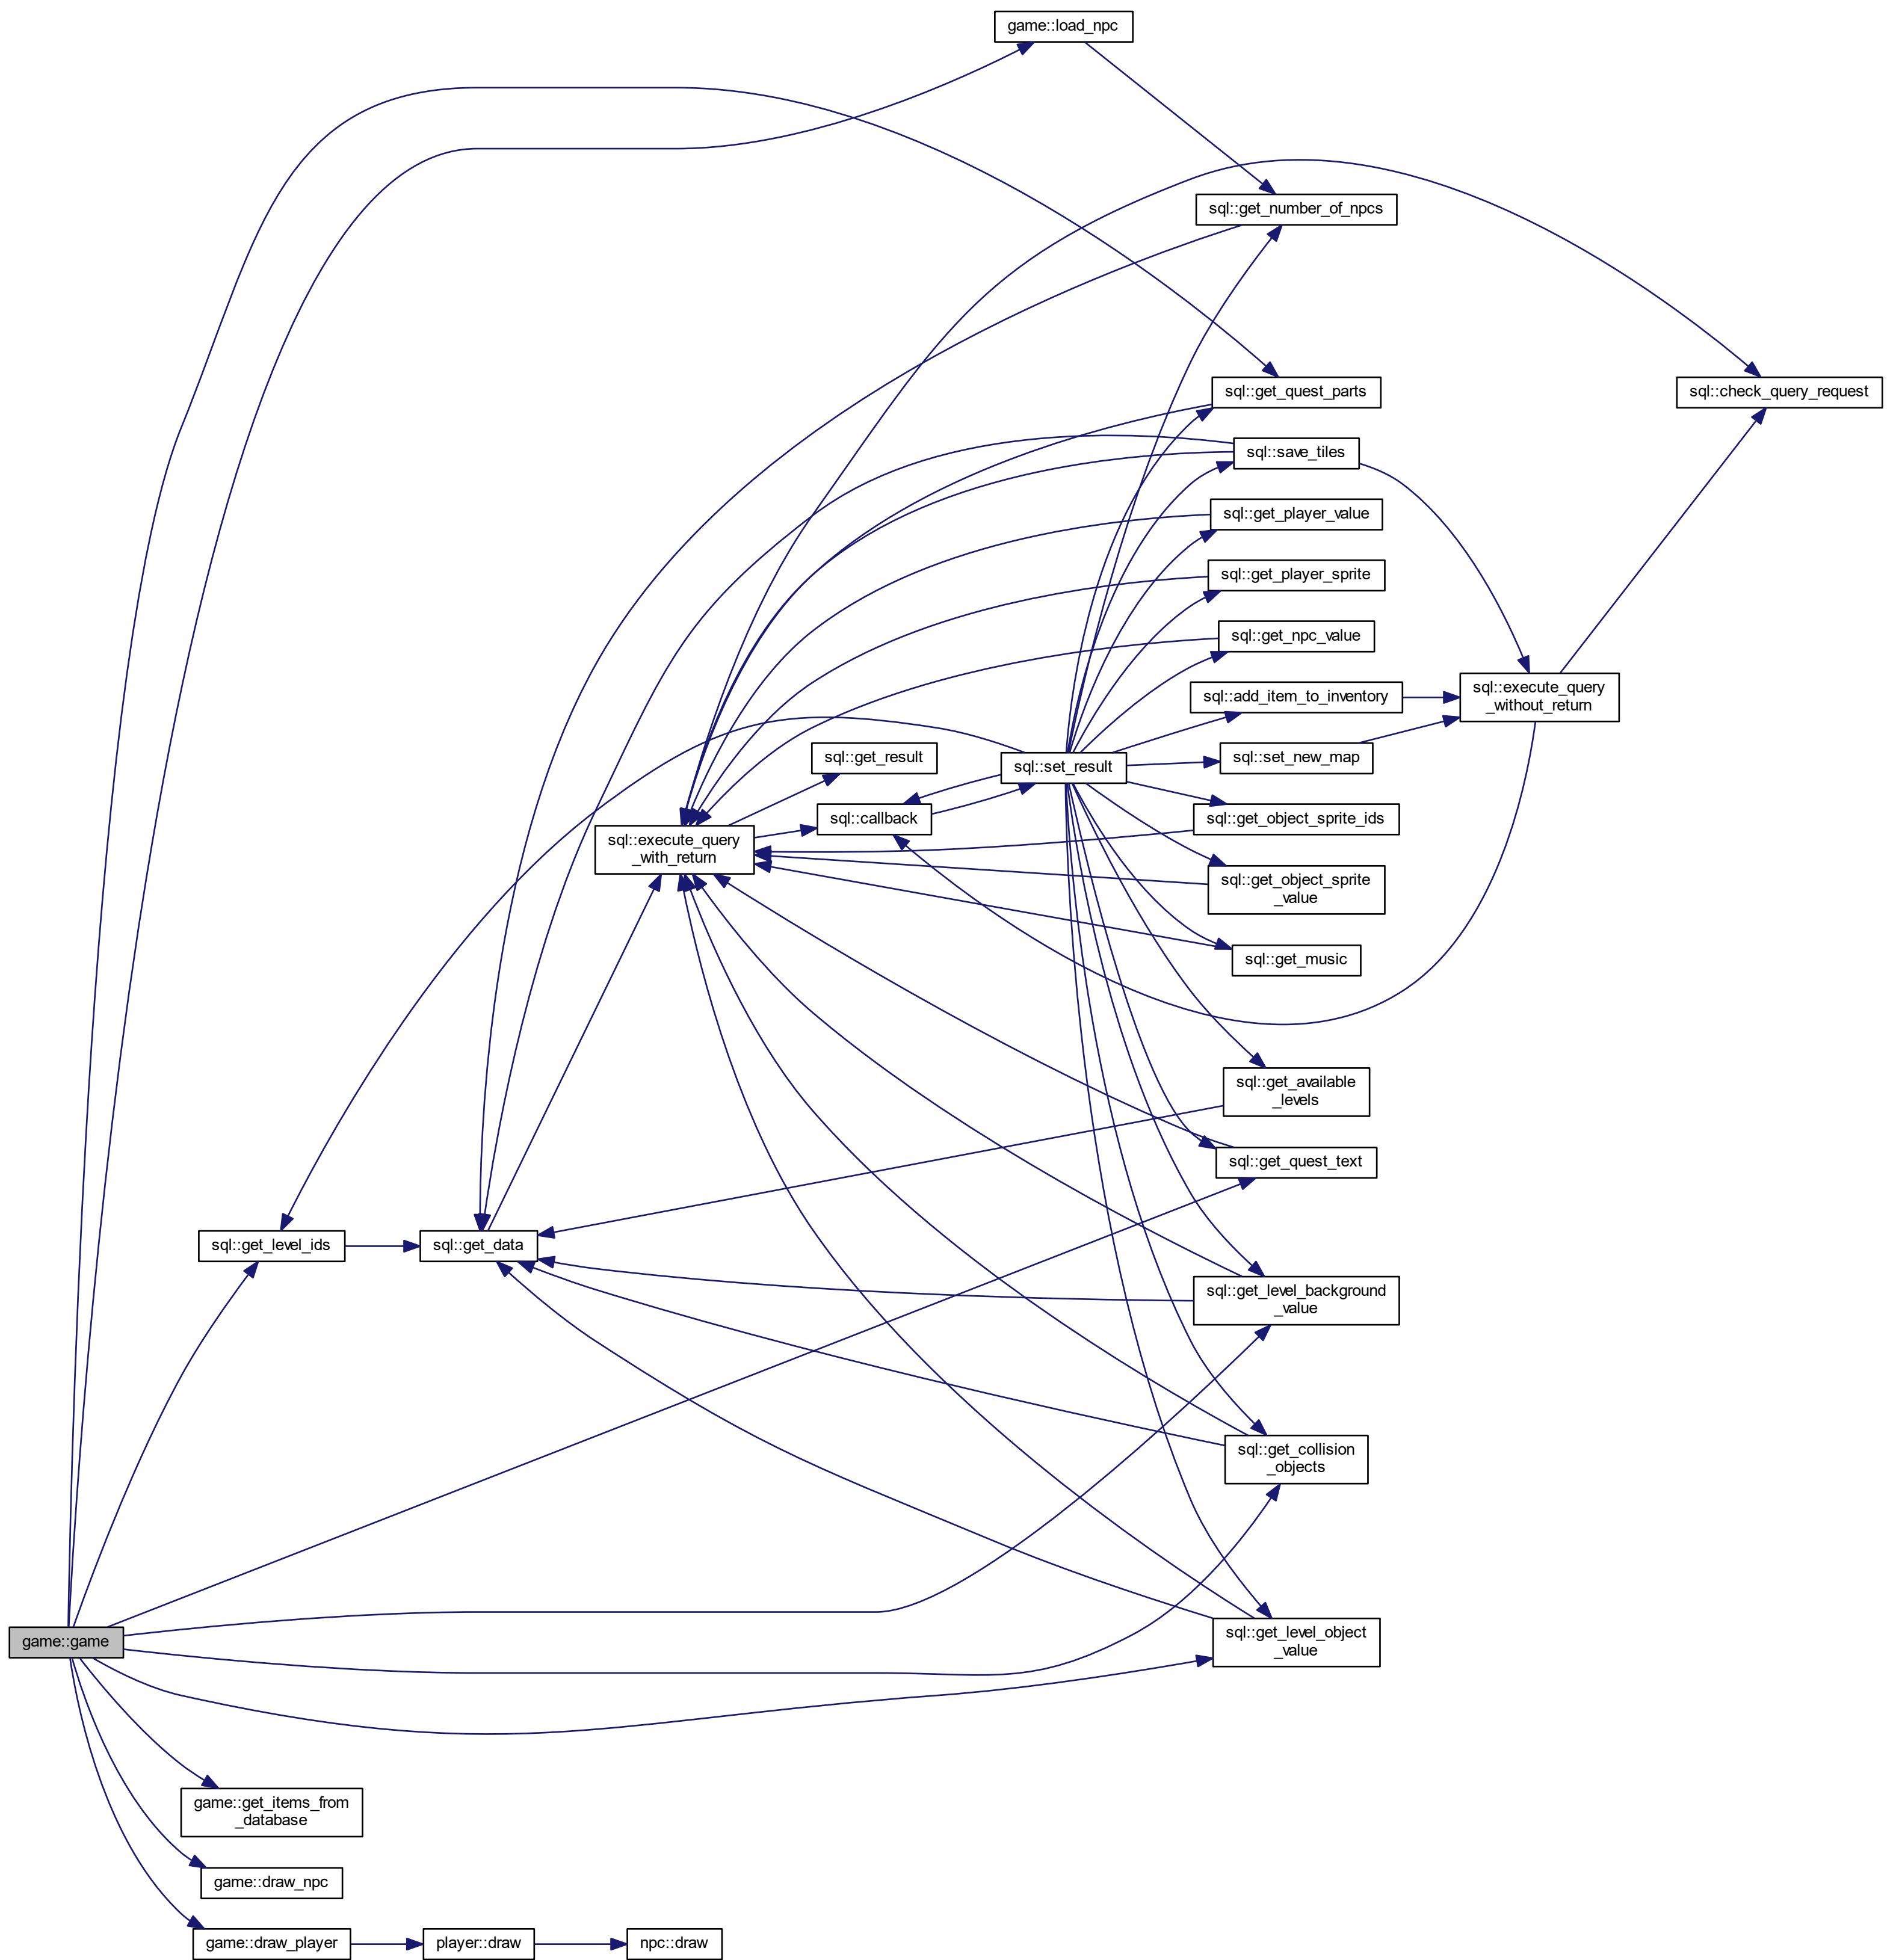 game::load_npc
sql::get_number_of_npcs
sql::get_quest_parts
sql::check_query_request
sql::save_tiles
sql::get_player_value
sql::get_player_sprite
sql::get_npc_value
sql::add_item_to_inventory
sql::execute_query
_without_return
sql::get_result
sql::set_result
sql::set_new_map
sql::callback
sql::get_object_sprite_ids
sql::execute_query
_with_return
sql::get_object_sprite
_value
sql::get_music
sql::get_available
_levels
sql::get_quest_text
sql::get_level_ids
sql::get_data
sql::get_level_background
_value
sql::get_collision
_objects
game::game
sql::get_level_object
_value
game::get_items_from
_database
game::draw_npc
game::draw_player
player::draw
npc::draw